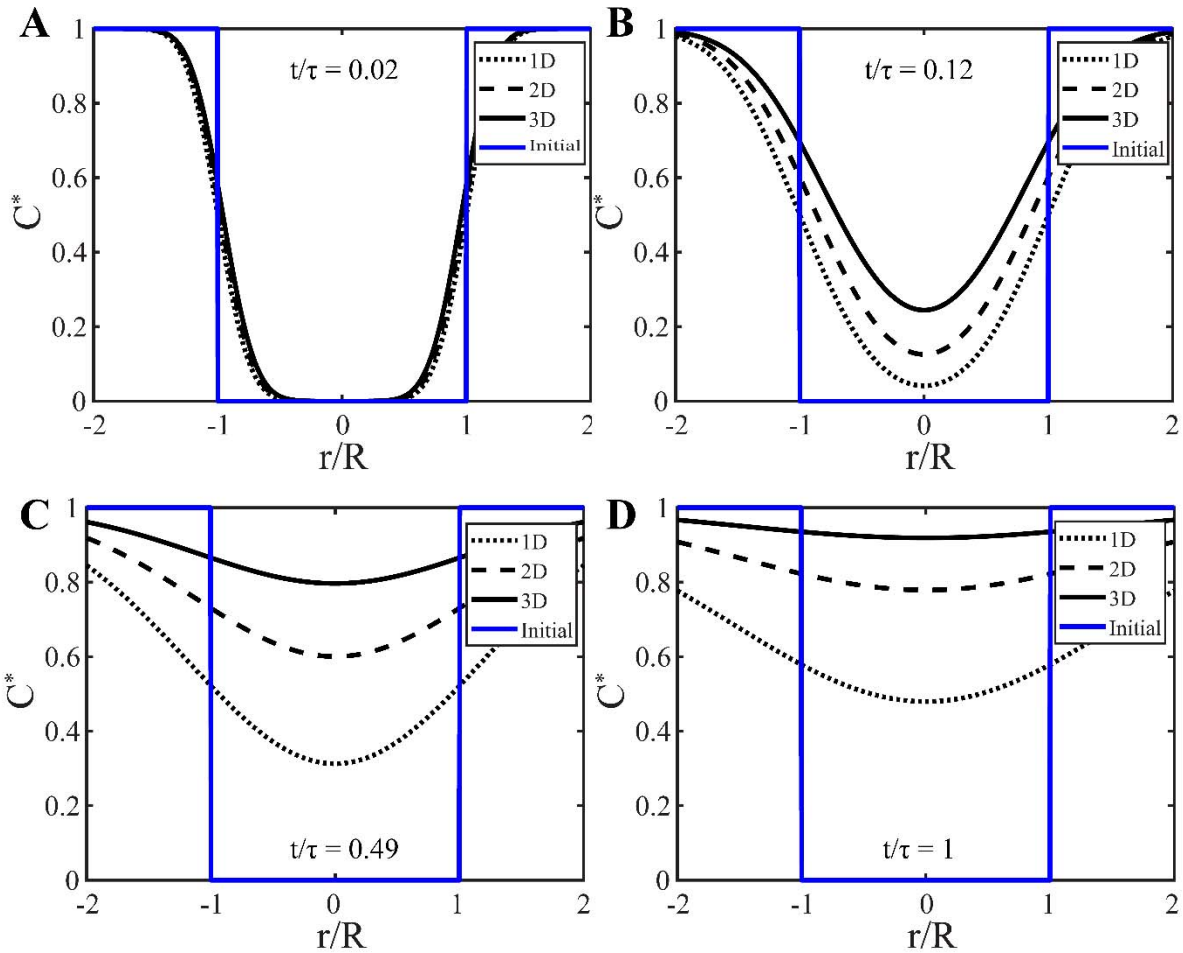 A
1
0.8
0.6
0.4
0.2
0
C*
t/τ = 0.02
1D
2D
3D
Initial
-2
-1
0
1
2
r/R
B
1
0.8
0.6
0.4
0.2
0
C*
t/τ = 0.12
1D
2D
3D
Initial
-2
-1
0
1
2
r/R
C
1
0.8
0.6
0.4
0.2
0
C*
1D
2D
3D
Initial
t/τ = 0.49
-2
-1
0
1
2
r/R
D
1
0.8
0.6
0.4
0.2
0
C*
1D
2D
3D
Initial
t/τ = 1
-2
-1
0
1
2
r/R